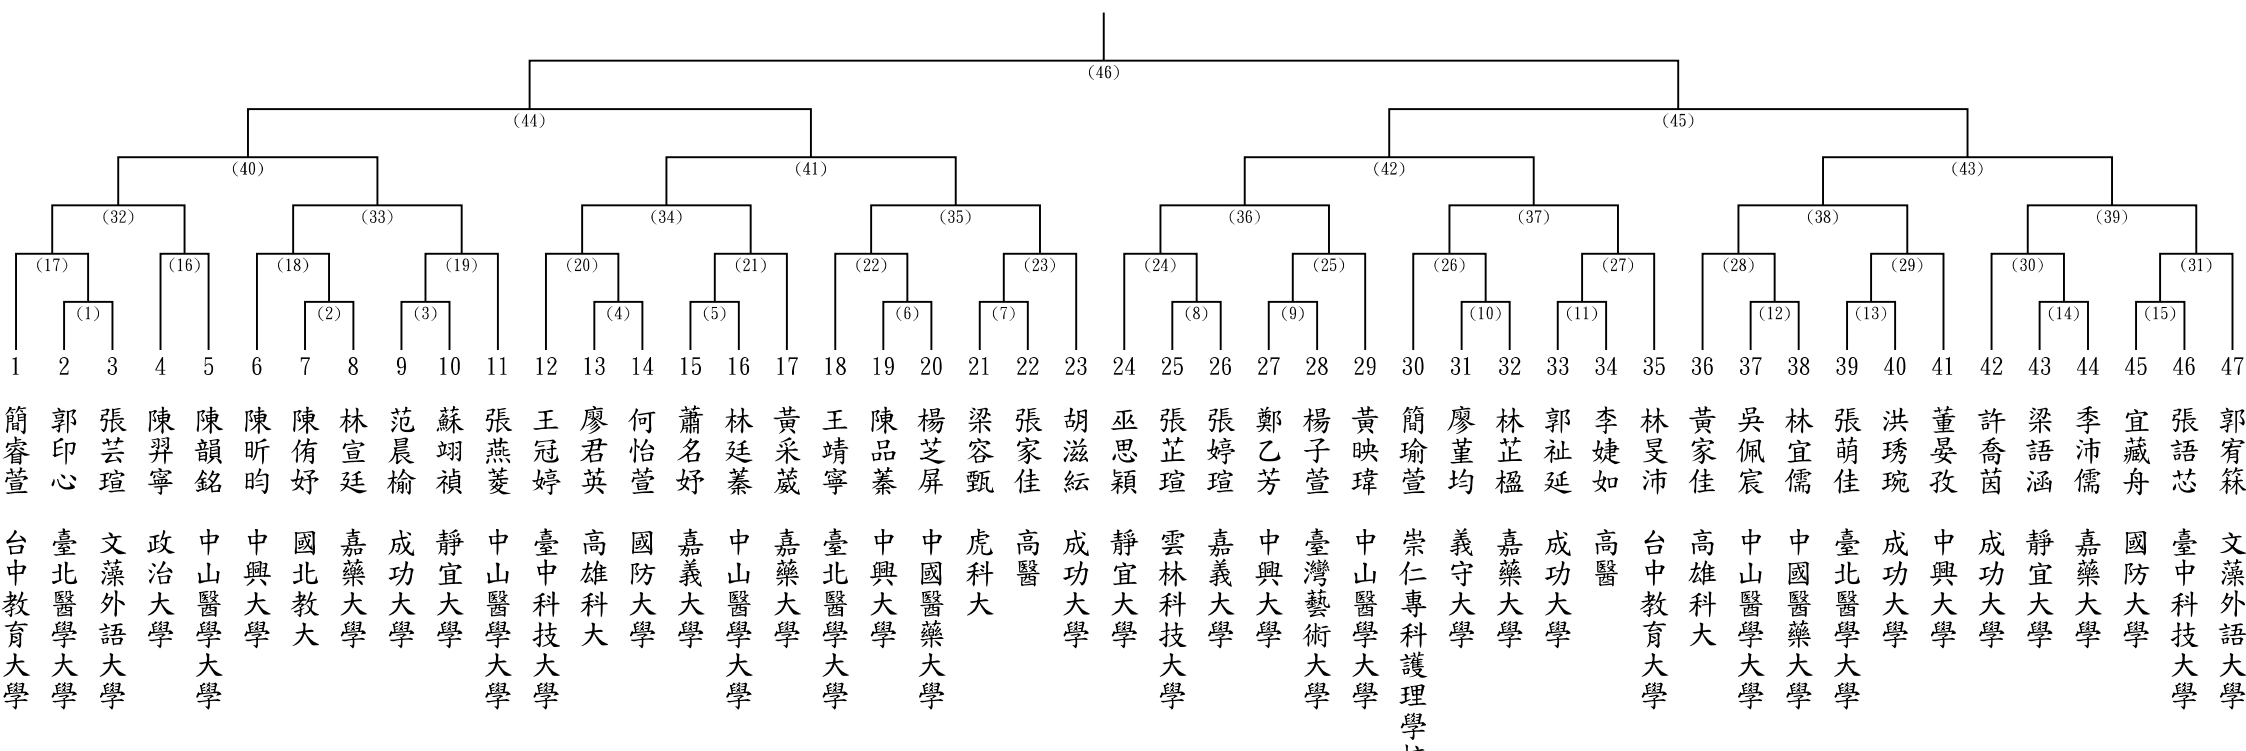 (46)
(44)
(45)
(40)
(41)
(42)
(43)
(32)
(33)
(34)
(35)
(36)
(37)
(38)
(39)
(17)
(16)
(18)
(19)
(20)
(21)
(22)
(23)
(24)
(25)
(26)
(27)
(28)
(29)
(30)
(31)
(1)
(2)
(3)
(4)
(5)
(6)
(7)
(8)
(9)
(10)
(11)
(12)
(13)
(14)
(15)
1 簡睿萱 台中教育大學
2 郭印心 臺北醫學大學
3 張芸瑄 文藻外語大學
4 陳羿寧 政治大學
5 陳韻銘 中山醫學大學
6 陳昕昀 中興大學
7 陳侑妤 國北教大
8 林宣廷 嘉藥大學
9 范晨榆 成功大學
10 蘇翊禎 靜宜大學
11 張燕菱 中山醫學大學
12 王冠婷 臺中科技大學
13 廖君英 高雄科大
14 何怡萱 國防大學
15 蕭名妤 嘉義大學
16 林廷蓁 中山醫學大學
17 黃采葳 嘉藥大學
18 王靖寧 臺北醫學大學
19 陳品蓁 中興大學
20 楊芝屏 中國醫藥大學
21 梁容甄 虎科大
22 張家佳 高醫
23 胡滋紜 成功大學
24 巫思穎 靜宜大學
25 張芷瑄 雲林科技大學
26 張婷瑄 嘉義大學
27 鄭乙芳 中興大學
28 楊子萱 臺灣藝術大學
29 黃映瑋 中山醫學大學
30 簡瑜萱 崇仁專科護理學
31 廖堇均 義守大學
32 林芷楹 嘉藥大學
33 郭祉延 成功大學
34 李婕如 高醫
35 林旻沛 台中教育大學
36 黃家佳 高雄科大
37 吳佩宸 中山醫學大學
38 林宜儒 中國醫藥大學
39 張萌佳 臺北醫學大學
40 洪琇琬 成功大學
41 董晏孜 中興大學
42 許喬茵 成功大學
43 梁語涵 靜宜大學
44 季沛儒 嘉藥大學
45 宜藏舟 國防大學
46 張語芯 臺中科技大學
47 郭宥箖 文藻外語大學